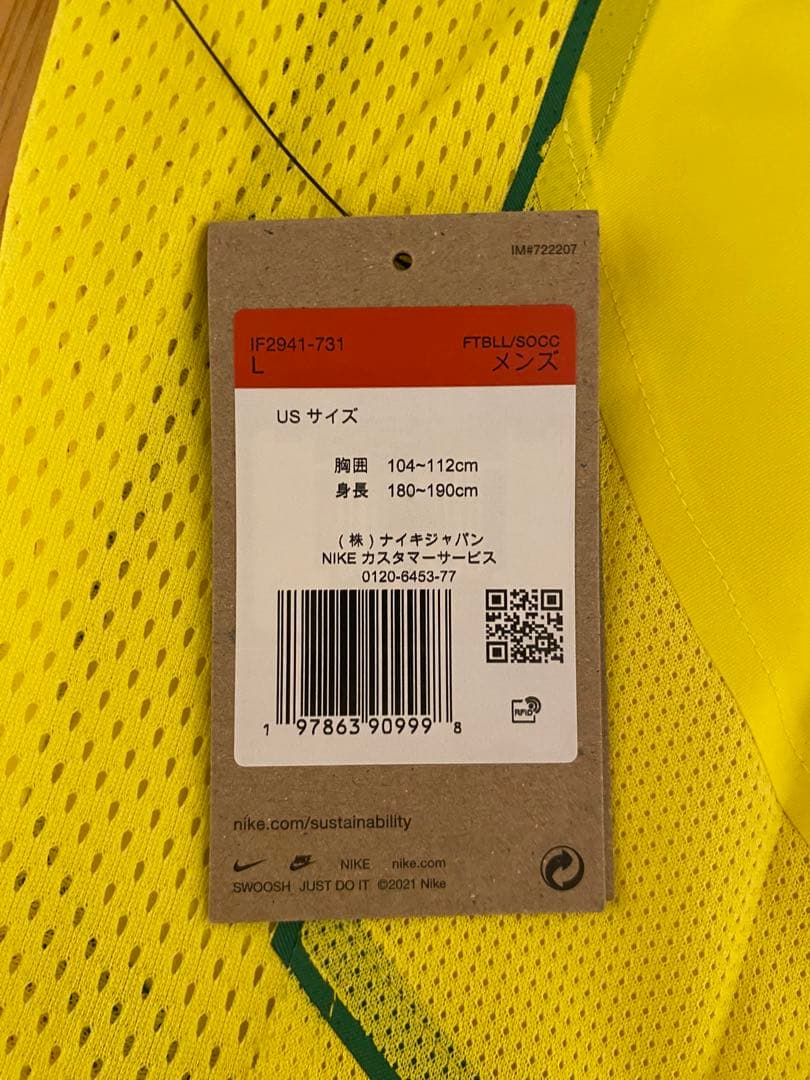 IM#722207
IF2941-731
L
FTBLL/SOCC
メンズ
US サイズ
胸囲 104~112cm
身長 180~190cm
(株)ナイキジャパン
NIKE カスタマーサービス
0120-6453-77
RFID
1 97863 90999 8
nike.com/sustainability
NIKE nike.com
SWOOSH JUST DO IT ©2021 Nike